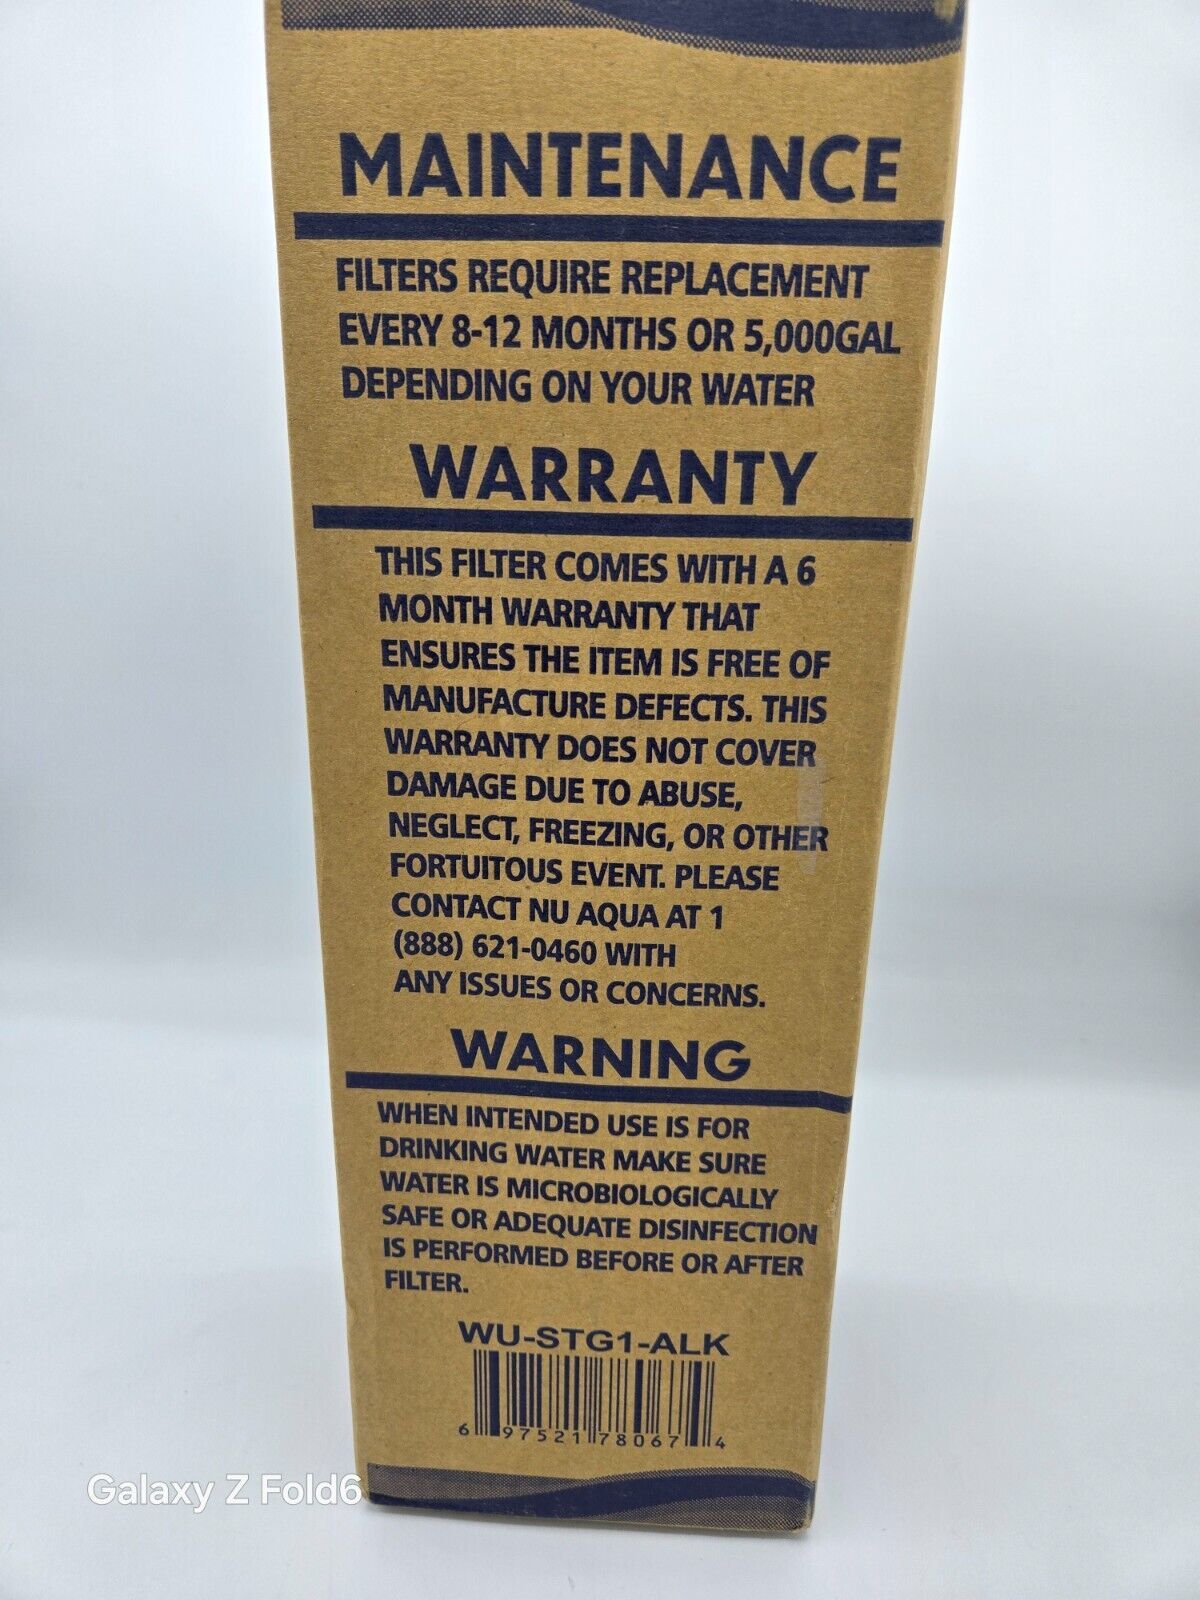 MAINTENANCE
FILTERS REQUIRE REPLACEMENT
EVERY 8-12 MONTHS OR 5,000GAL
DEPENDING ON YOUR WATER
WARRANTY
THIS FILTER COMES WITH A 6
MONTH WARRANTY THAT
ENSURES THE ITEM IS FREE OF
MANUFACTURE DEFECTS. THIS
WARRANTY DOES NOT COVER
DAMAGE DUE TO ABUSE,
NEGLECT, FREEZING, OR OTHER
FORTUITOUS EVENT. PLEASE
CONTACT NU AQUA AT 1
(888) 621-0460 WITH
ANY ISSUES OR CONCERNS.
WARNING
WHEN INTENDED USE IS FOR
DRINKING WATER MAKE SURE
WATER IS MICROBIOLOGICALLY
SAFE OR ADEQUATE DISINFECTION
IS PERFORMED BEFORE OR AFTER
FILTER.
WU-STG1-ALK
6 97521 78067 4
Galaxy Z Fold6